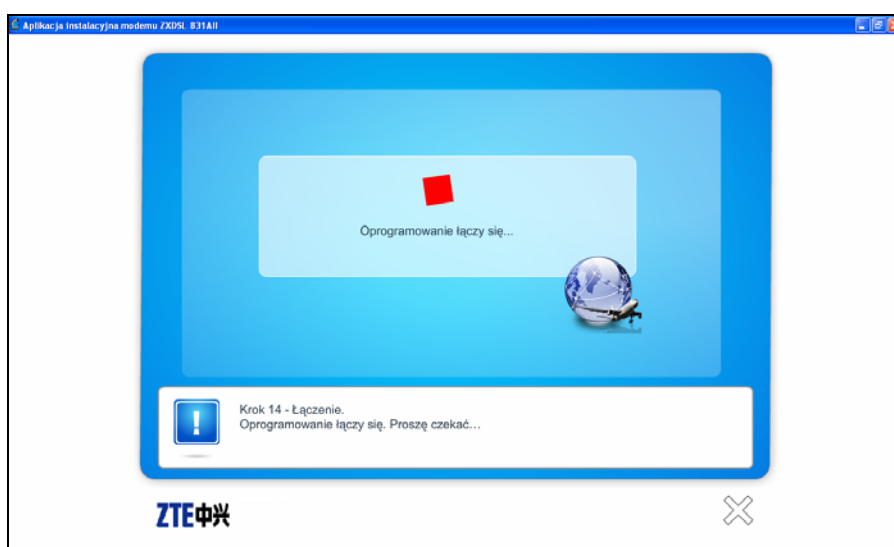 Aplikacja instalacyjna modemu ZXDSL 831AII
Oprogramowanie łączy się...
Krok 14 - Łączenie.
Oprogramowanie łączy się. Proszę czekać...
ZTE中兴